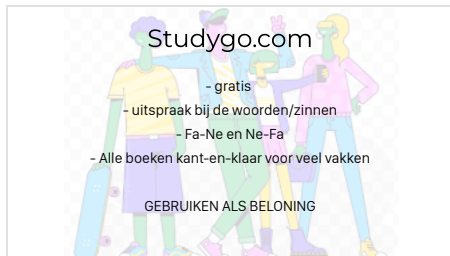 Studygo.com
- gratis
- uitspraak bij de woorden/zinnen
- Fa-Ne en Ne-Fa
- Alle boeken kant-en-klaar voor veel vakken
GEBRUIKEN ALS BELONING